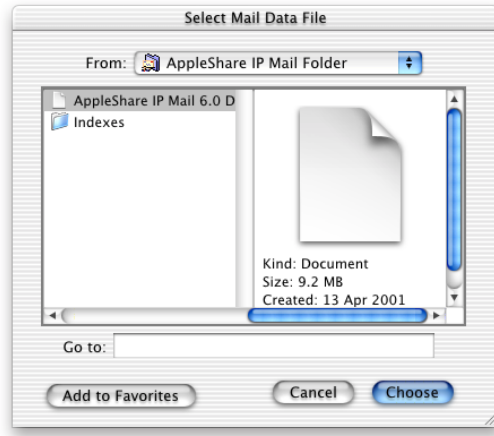 Select Mail Data File
From: AppleShare IP Mail Folder
AppleShare IP Mail 6.0 D
Indexes
Kind: Document
Size: 9.2 MB
Created: 13 Apr 2001
Go to:
Add to Favorites
Cancel
Choose